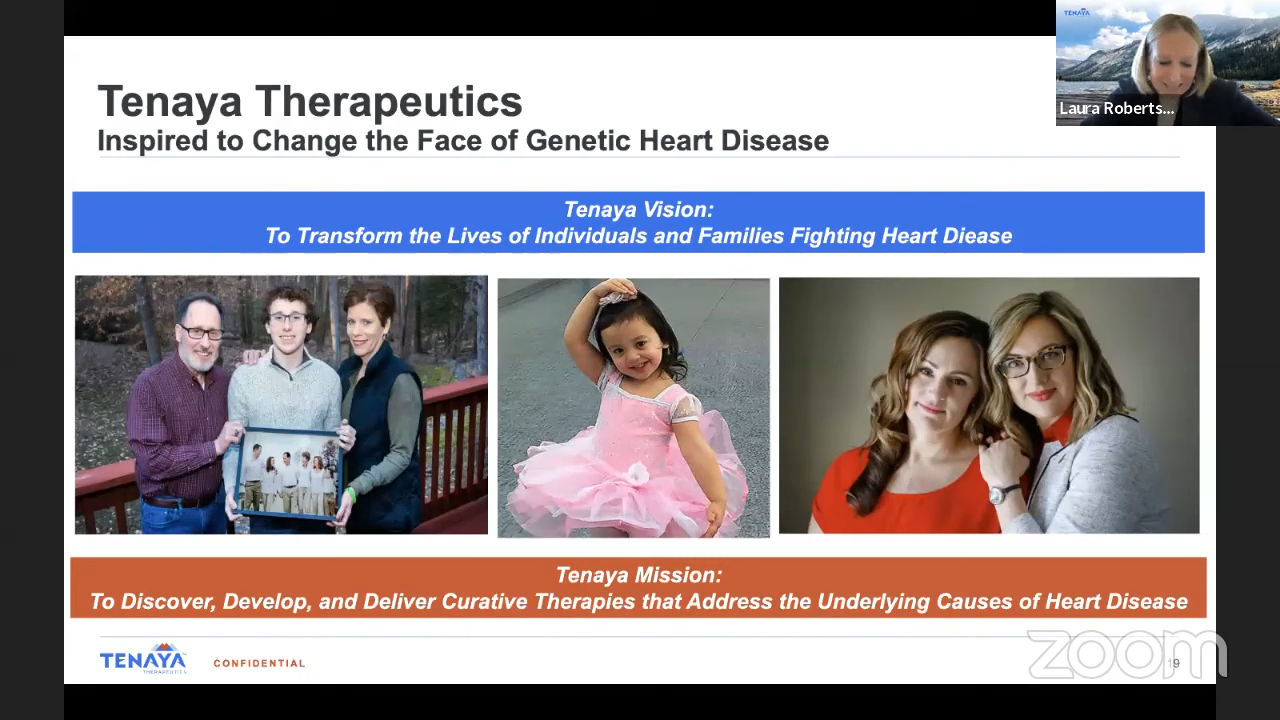 Tenaya Therapeutics
Inspired to Change the Face of Genetic Heart Disease
TENAYA
Laura Roberts...
Tenaya Vision:
To Transform the Lives of Individuals and Families Fighting Heart Diease
Tenaya Mission:
To Discover, Develop, and Deliver Curative Therapies that Address the Underlying Causes of Heart Disease
TENAYA
THERAPEUTICS
CONFIDENTIAL
zoom
19